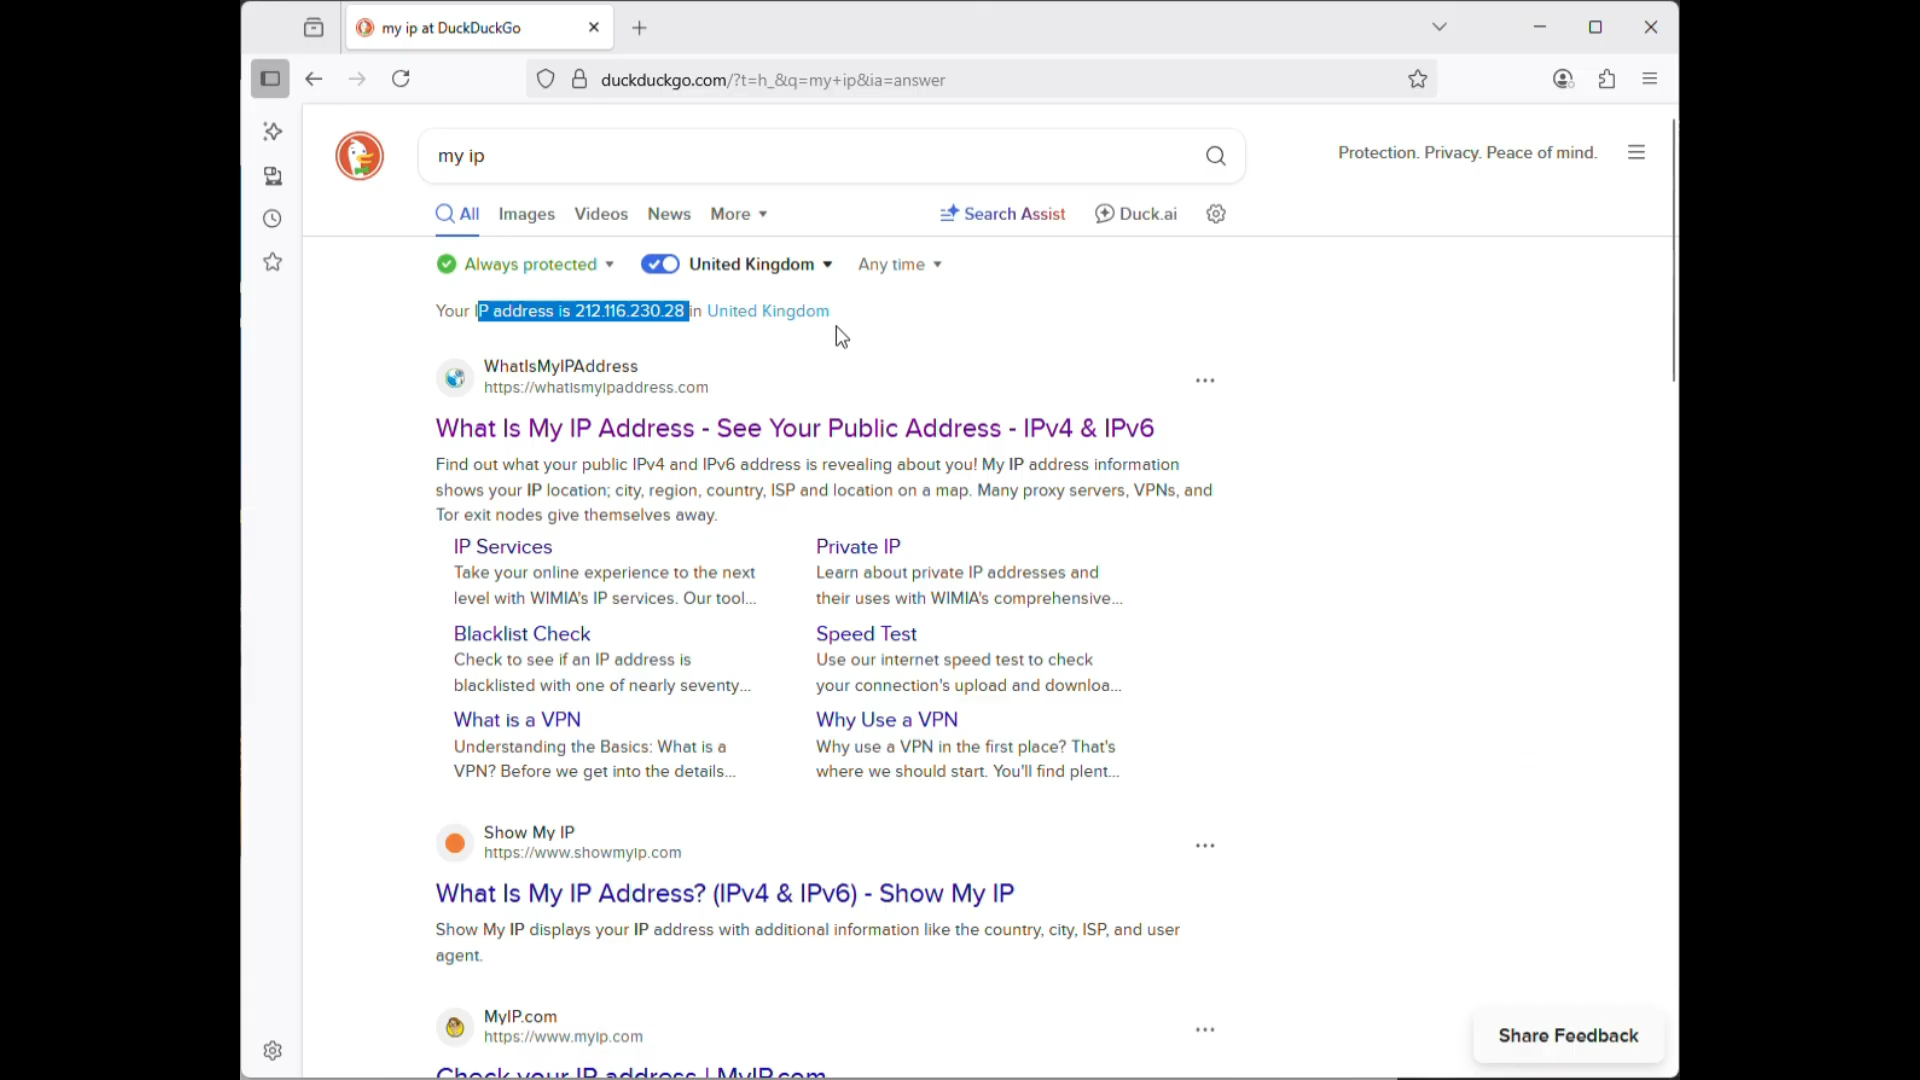 my ip at DuckDuckGo
duckduckgo.com/?t=h_&q=my+ip&ia=answer
my ip
Protection. Privacy. Peace of mind.
All Images Videos News More Search Assist Duck.ai
Always protected United Kingdom Any time
Your IP address is 212.116.230.28 in United Kingdom
WhatIsMyIPAddress
https://whatismyipaddress.com
What Is My IP Address - See Your Public Address - IPv4 & IPv6
Find out what your public IPv4 and IPv6 address is revealing about you! My IP address information
shows your IP location; city, region, country, ISP and location on a map. Many proxy servers, VPNs, and
Tor exit nodes give themselves away.
IP Services
Take your online experience to the next
level with WIMIA's IP services. Our tool...
Private IP
Learn about private IP addresses and
their uses with WIMIA's comprehensive...
Blacklist Check
Check to see if an IP address is
blacklisted with one of nearly seventy...
Speed Test
Use our internet speed test to check
your connection's upload and downloa...
What is a VPN
Understanding the Basics: What is a
VPN? Before we get into the details...
Why Use a VPN
Why use a VPN in the first place? That's
where we should start. You'll find plent...
Show My IP
https://www.showmyip.com
What Is My IP Address? (IPv4 & IPv6) - Show My IP
Show My IP displays your IP address with additional information like the country, city, ISP, and user
agent.
MyIP.com
https://www.myip.com
Check your IP address | MyIP.com
Share Feedback